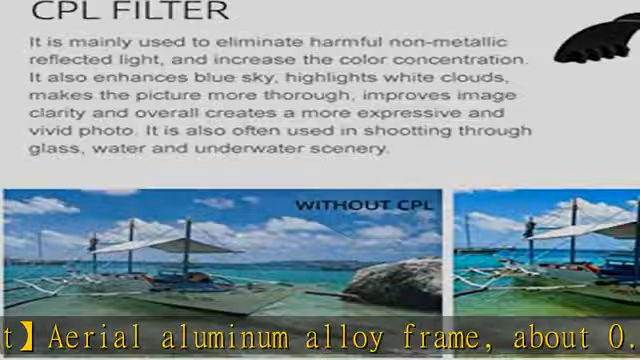 CPL FILTER
It is mainly used to eliminate harmful non-metallic
reflected light, and increase the color concentration.
It also enhances blue sky, highlights white clouds,
makes the picture more thorough, improves image
clarity and overall creates a more expressive and
vivid photo. It is also often used in shooting through
glass, water and underwater scenery.
WITHOUT CPL
t】Aerial aluminum alloy frame, about 0.